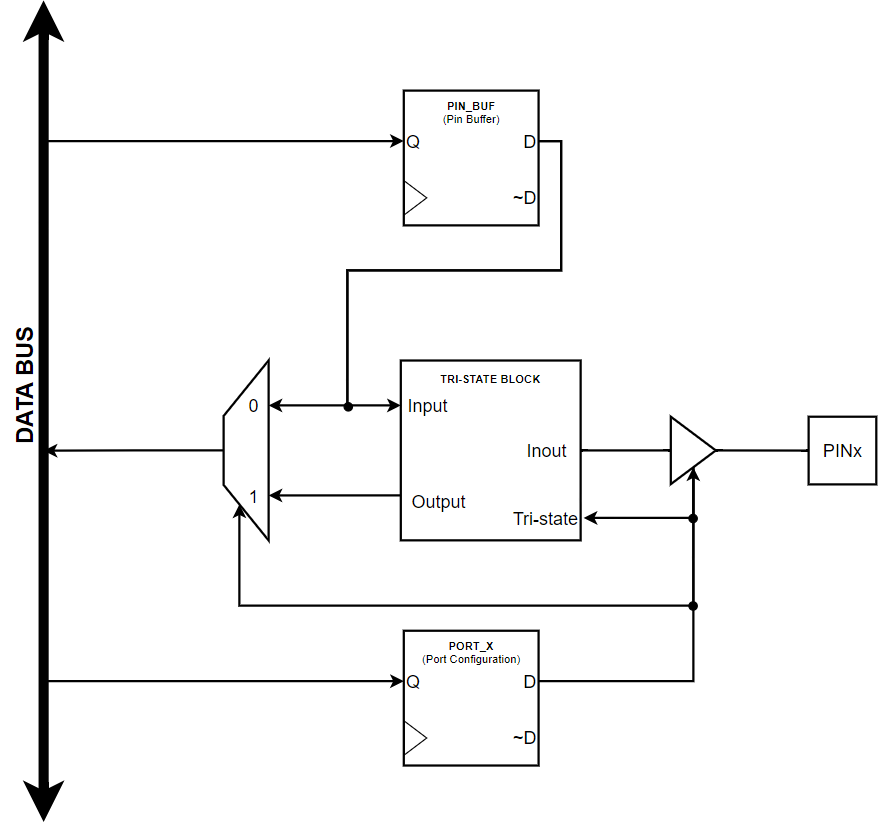 PIN_BUF
(Pin Buffer)
Q
D
~D
DATA BUS
TRI-STATE BLOCK
0
Input
Inout
PINx
1
Output
Tri-state
PORT_X
(Port Configuration)
Q
D
~D